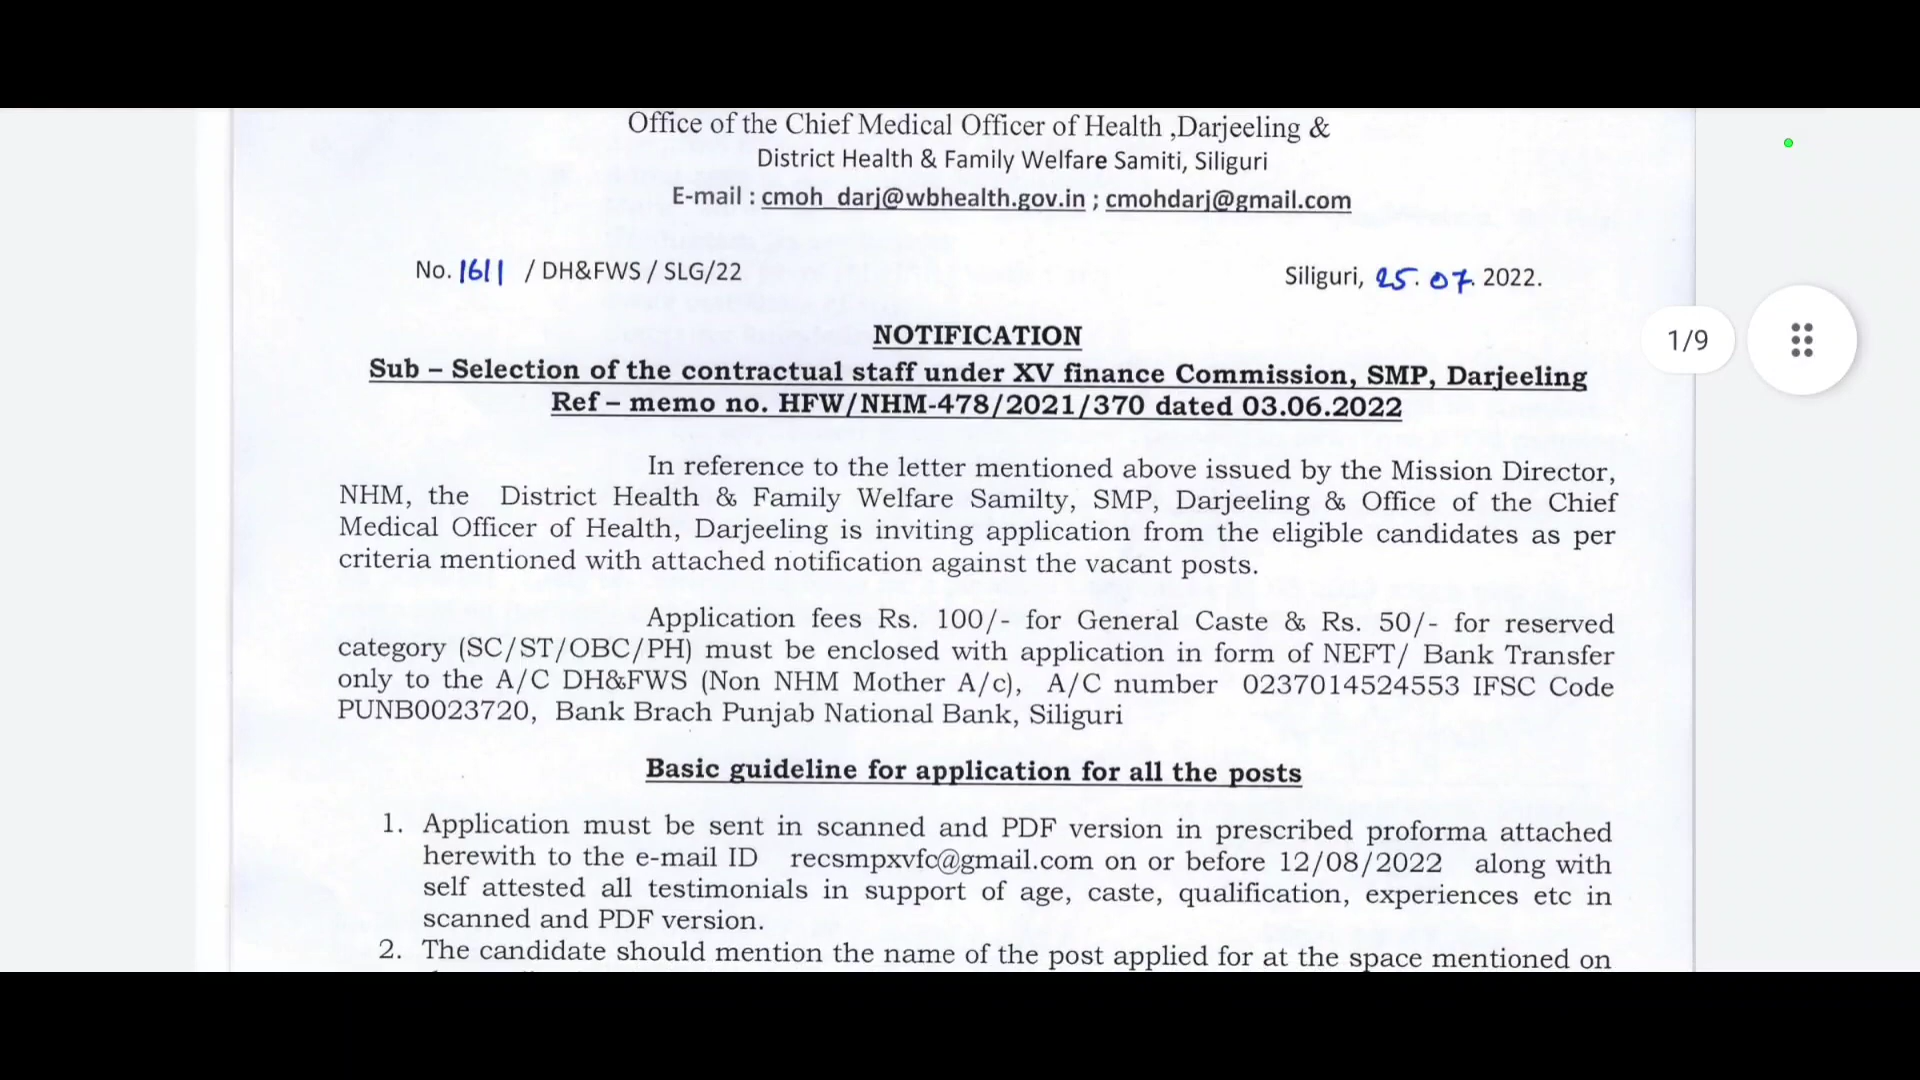 Office of the Chief Medical Officer of Health ,Darjeeling &
District Health & Family Welfare Samiti, Siliguri
E-mail : cmoh_darj@wbhealth.gov.in ; cmohdarj@gmail.com
No. 1611 / DH&FWS / SLG/22
Siliguri, 25.07. 2022.
1/9
NOTIFICATION
Sub – Selection of the contractual staff under XV finance Commission, SMP, Darjeeling
Ref – memo no. HFW/NHM-478/2021/370 dated 03.06.2022
In reference to the letter mentioned above issued by the Mission Director,
NHM, the District Health & Family Welfare Samilty, SMP, Darjeeling & Office of the Chief
Medical Officer of Health, Darjeeling is inviting application from the eligible candidates as per
criteria mentioned with attached notification against the vacant posts.
Application fees Rs. 100/- for General Caste & Rs. 50/- for reserved
category (SC/ST/OBC/PH) must be enclosed with application in form of NEFT/ Bank Transfer
only to the A/C DH&FWS (Non NHM Mother A/c), A/C number 0237014524553 IFSC Code
PUNB0023720, Bank Brach Punjab National Bank, Siliguri
Basic guideline for application for all the posts
1. Application must be sent in scanned and PDF version in prescribed proforma attached
herewith to the e-mail ID recsmpxvfc@gmail.com on or before 12/08/2022 along with
self attested all testimonials in support of age, caste, qualification, experiences etc in
scanned and PDF version.
2. The candidate should mention the name of the post applied for at the space mentioned on